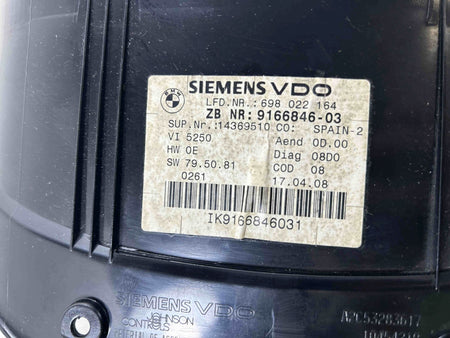 BMW
SIEMENS VDO
LFD.NR.: 698 022 164
ZB NR: 9166846-03
SUP.Nr.:14369510 CO: SPAIN-2
VI 5250 Aend 0D.00
HW 0E Diag 08D0
SW 79.50.81 COD 08
0261 17.04.08
IK9166846031
SIEMENS VDO
JOHNSON
CONTROLS
A2C53283617